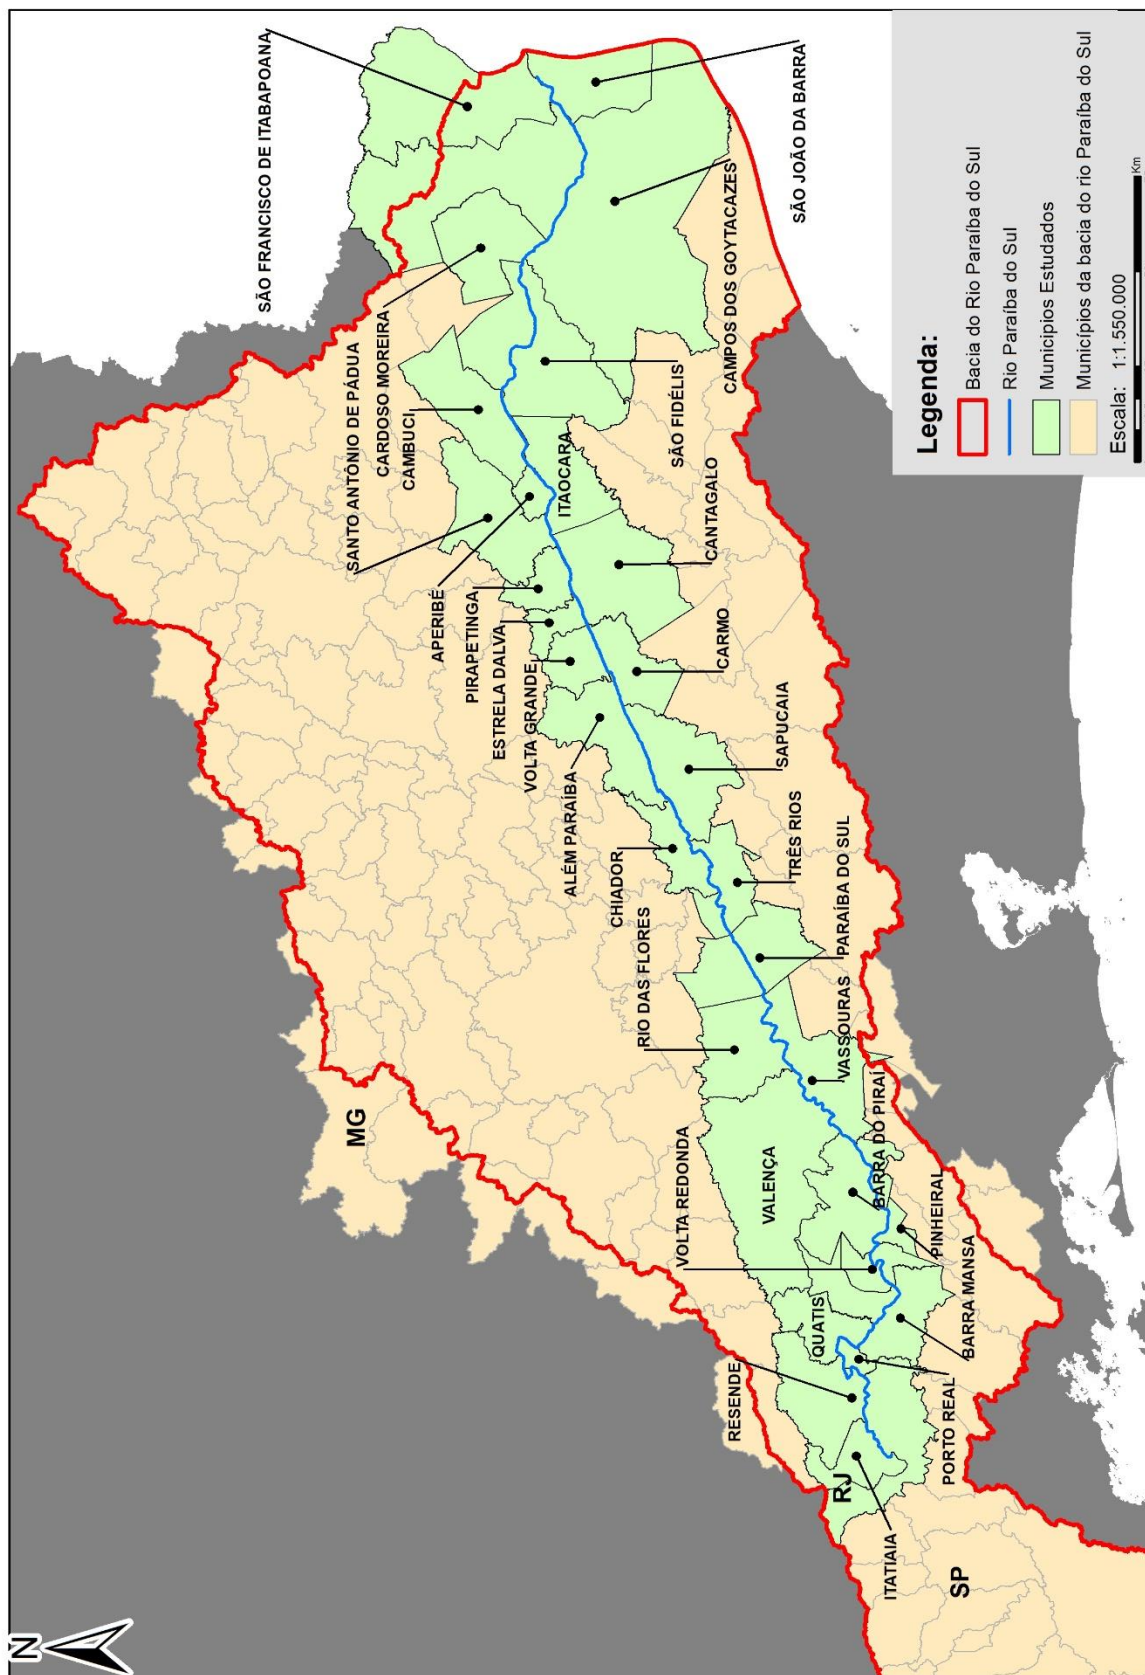 N
SÃO FRANCISCO DE ITABAPOANA
SANTO ANTÔNIO DE PÁDUA
CARDOSO MOREIRA
CAMBUCI
APERIBÉ
PIRAPETINGA
ESTRELA DALVA
VOLTA GRANDE
ALÉM PARAÍBA
CHIADOR
RIO DAS FLORES
MG
VOLTA REDONDA
VALENÇA
QUATIS
RESENDE
RJ
SP
ITATIAIA
PORTO REAL
BARRA MANSA
PINHEIRAL
BARRA DO PIRAÍ
VASSOURAS
PARAÍBA DO SUL
TRÊS RIOS
SAPUCAIA
CARMO
CANTAGALO
ITAOCARA
SÃO FIDÉLIS
CAMPOS DOS GOYTACAZES
SÃO JOÃO DA BARRA
Legenda:
Bacia do Rio Paraíba do Sul
Rio Paraíba do Sul
Municipios Estudados
Municípios da bacia do rio Paraíba do Sul
Escala: 1:1.550.000
Km